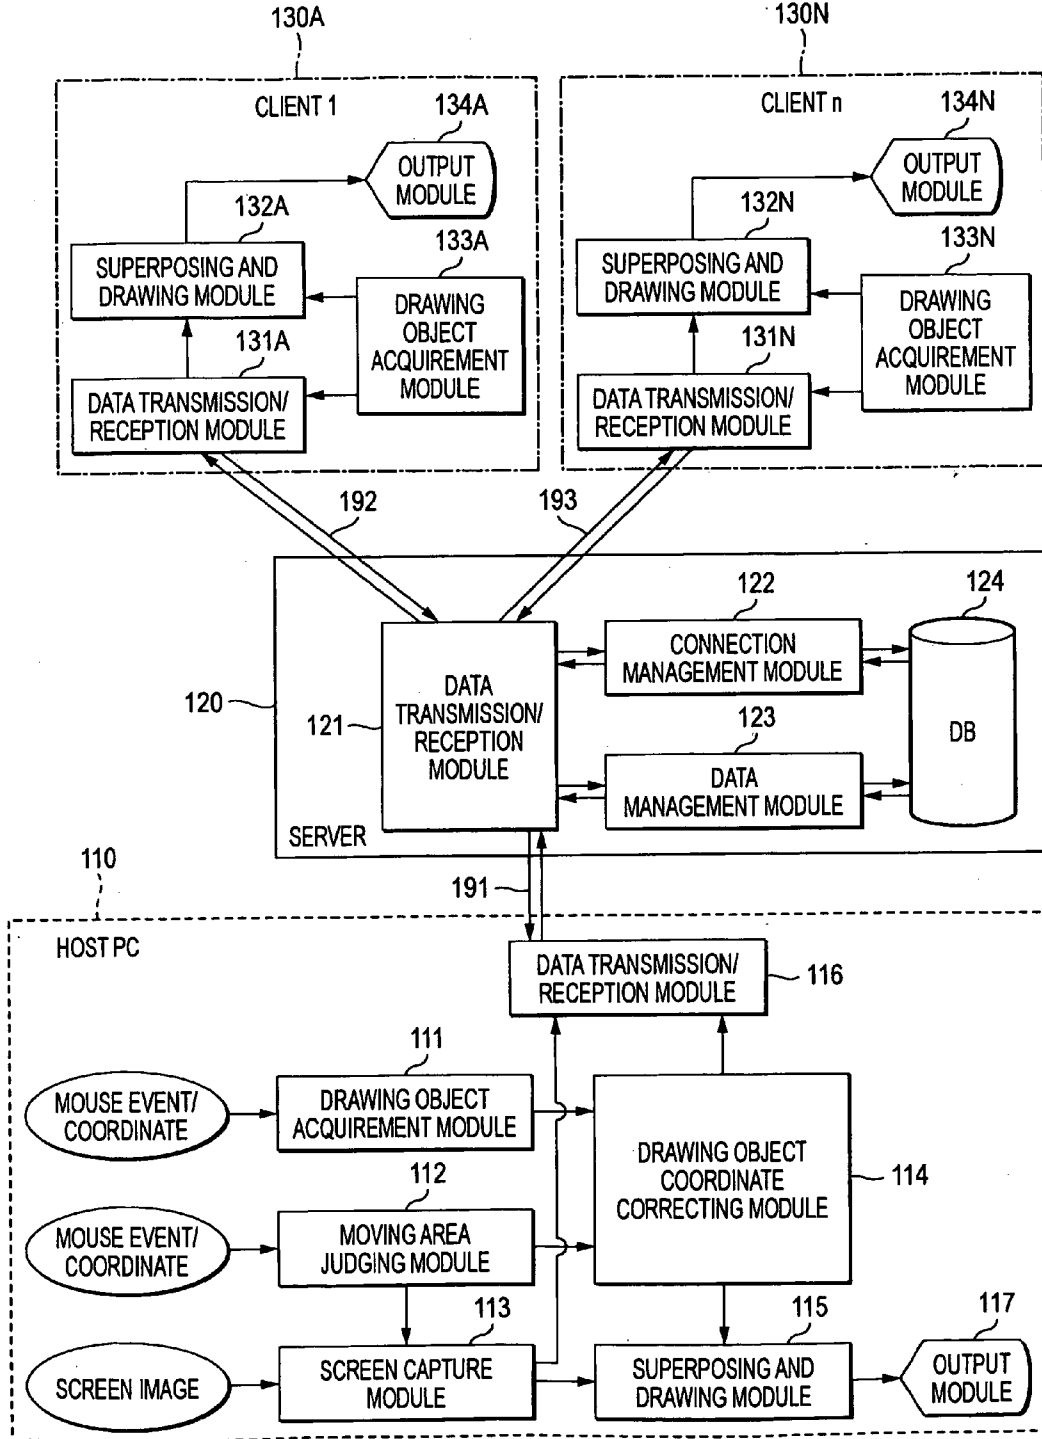 130A
130N
CLIENT 1
134A
OUTPUT
MODULE
132A
SUPERPOSING AND
DRAWING MODULE
133A
DRAWING
OBJECT
ACQUIREMENT
MODULE
131A
DATA TRANSMISSION/
RECEPTION MODULE
CLIENT n
134N
OUTPUT
MODULE
132N
SUPERPOSING AND
DRAWING MODULE
133N
DRAWING
OBJECT
ACQUIREMENT
MODULE
131N
DATA TRANSMISSION/
RECEPTION MODULE
192
193
120
121
DATA
TRANSMISSION/
RECEPTION
MODULE
122
CONNECTION
MANAGEMENT MODULE
123
DATA
MANAGEMENT MODULE
124
DB
SERVER
191
110
HOST PC
DATA TRANSMISSION/
RECEPTION MODULE
116
MOUSE EVENT/
COORDINATE
111
DRAWING OBJECT
ACQUIREMENT MODULE
MOUSE EVENT/
COORDINATE
112
MOVING AREA
JUDGING MODULE
DRAWING OBJECT
COORDINATE
CORRECTING MODULE
114
SCREEN IMAGE
113
SCREEN CAPTURE
MODULE
115
SUPERPOSING AND
DRAWING MODULE
117
OUTPUT
MODULE